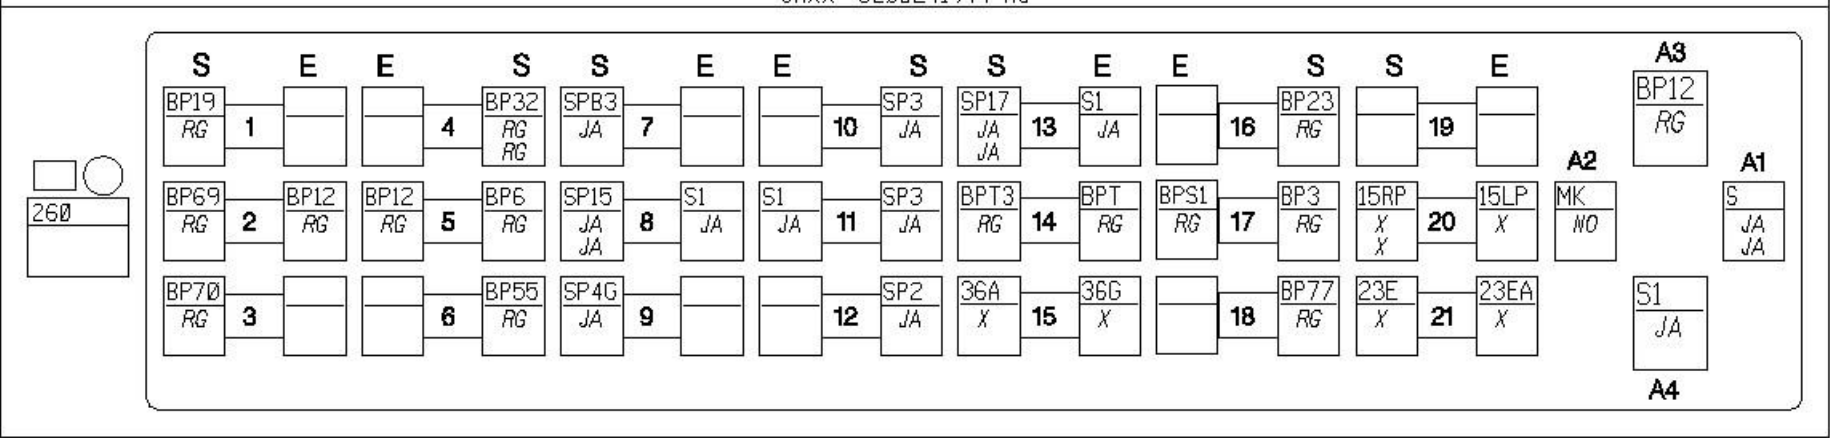 S E E S S E E S S E E S S E A3
BP19 BP32 SPB3 SP3 SP17 S1 BP23 BP12
RG 1 4 RG JA 7 10 JA JA 13 JA 16 RG 19 RG
RG JA
A2 A1
BP69 BP12 BP12 BP6 SP15 S1 S1 SP3 BPT3 BPT BPS1 BP3 15RP 15LP MK S
260
RG 2 RG RG 5 RG JA 8 JA JA 11 JA RG 14 RG RG 17 RG X 20 X NO JA
JA X JA
BP70 BP55 SP4G SP2 36A 36G BP77 23E 23EA S1
RG 3 6 RG JA 9 12 JA X 15 X 18 RG X 21 X JA
A4